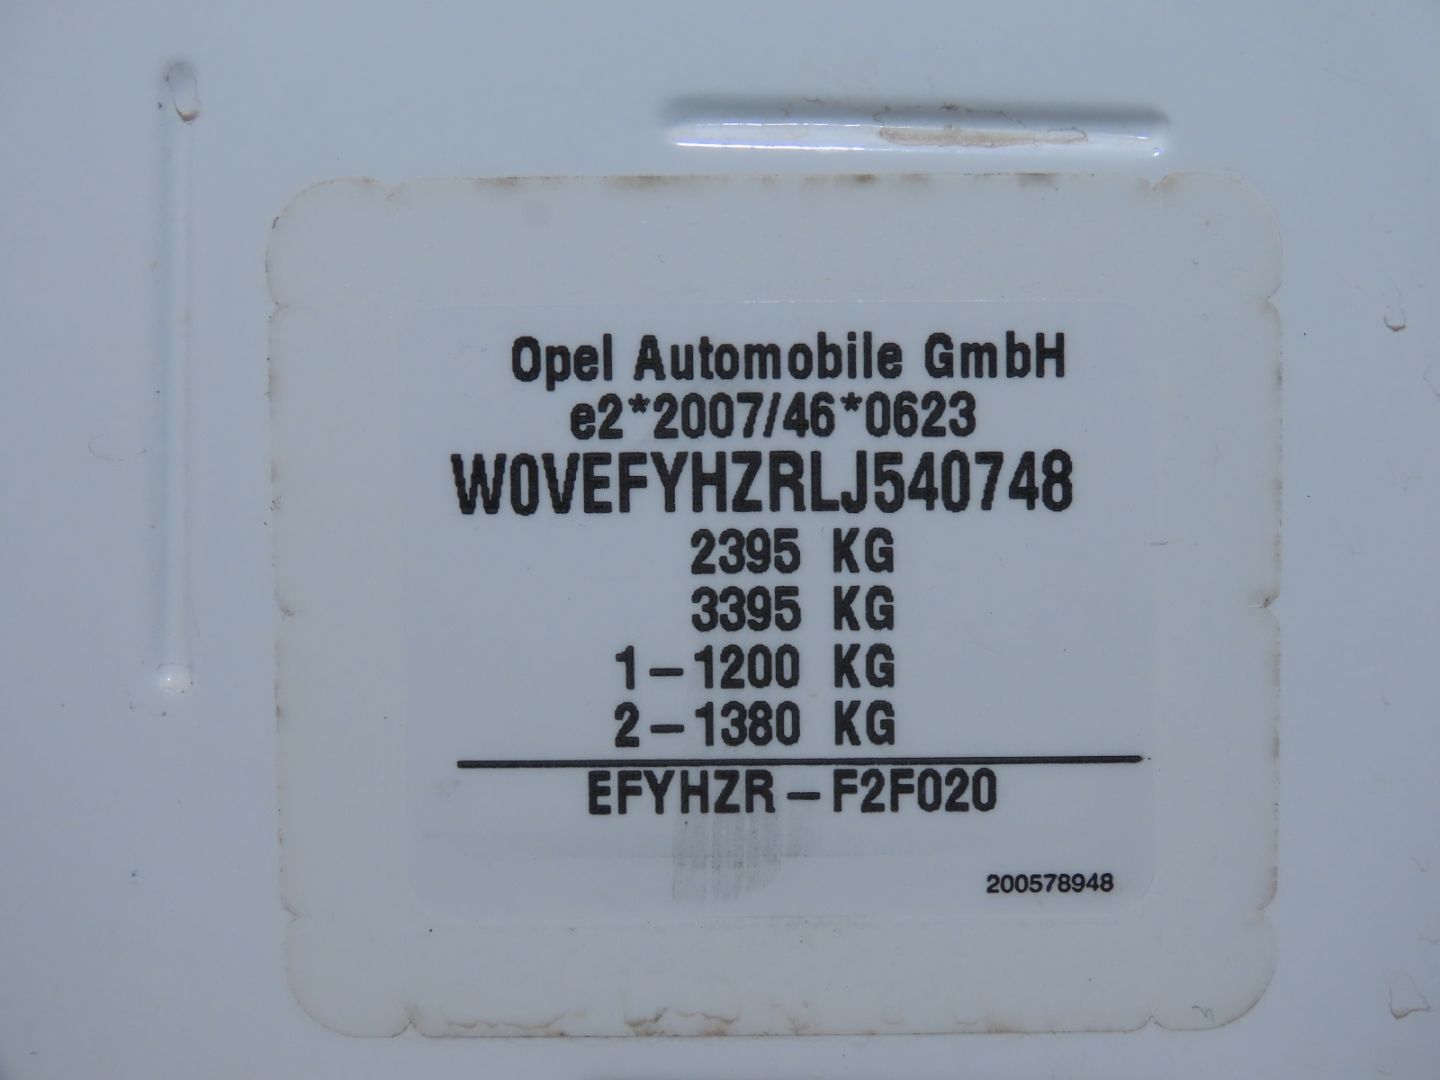 Opel Automobile GmbH
e2*2007/46*0623
W0VEFYHZRLJ540748
2395 KG
3395 KG
1-1200 KG
2-1380 KG
EFYHZR-F2F020
200578948